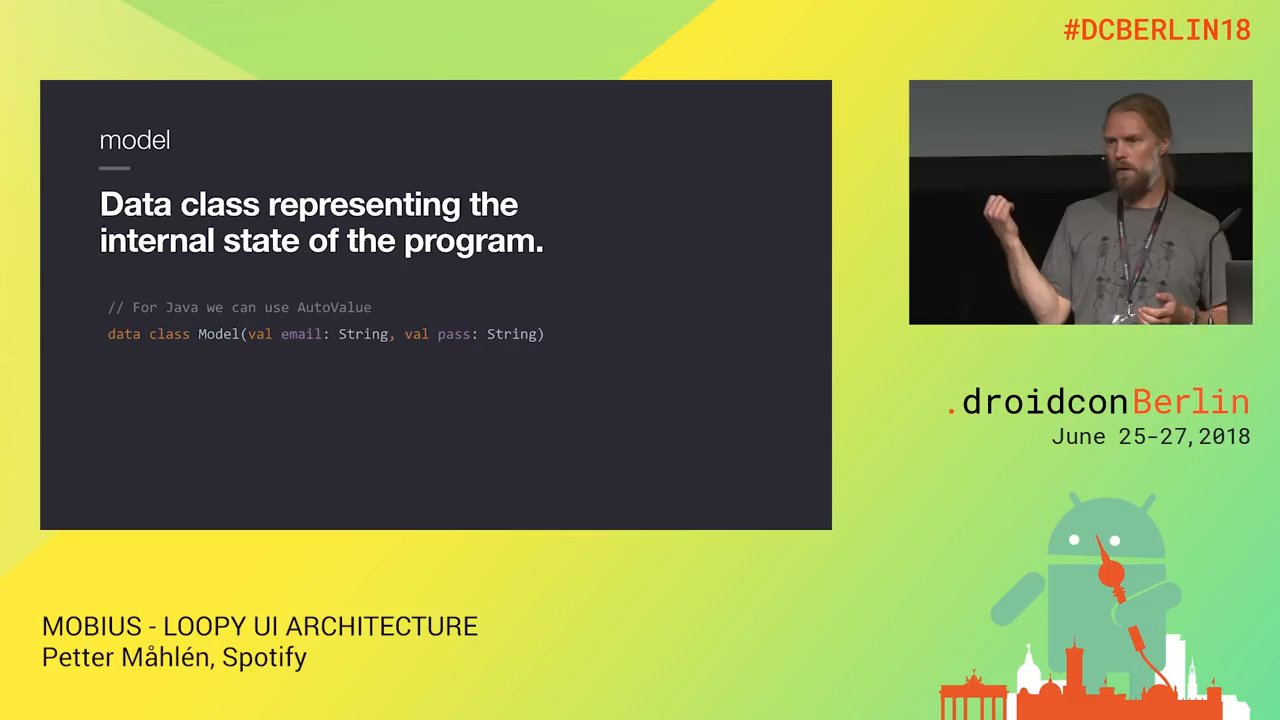 #DCBERLIN18
model
Data class representing the
internal state of the program.
// For Java we can use AutoValue
data class Model(val email: String, val pass: String)
.droidconBerlin
June 25-27, 2018
MOBIUS - LOOPY UI ARCHITECTURE
Petter Måhlén, Spotify